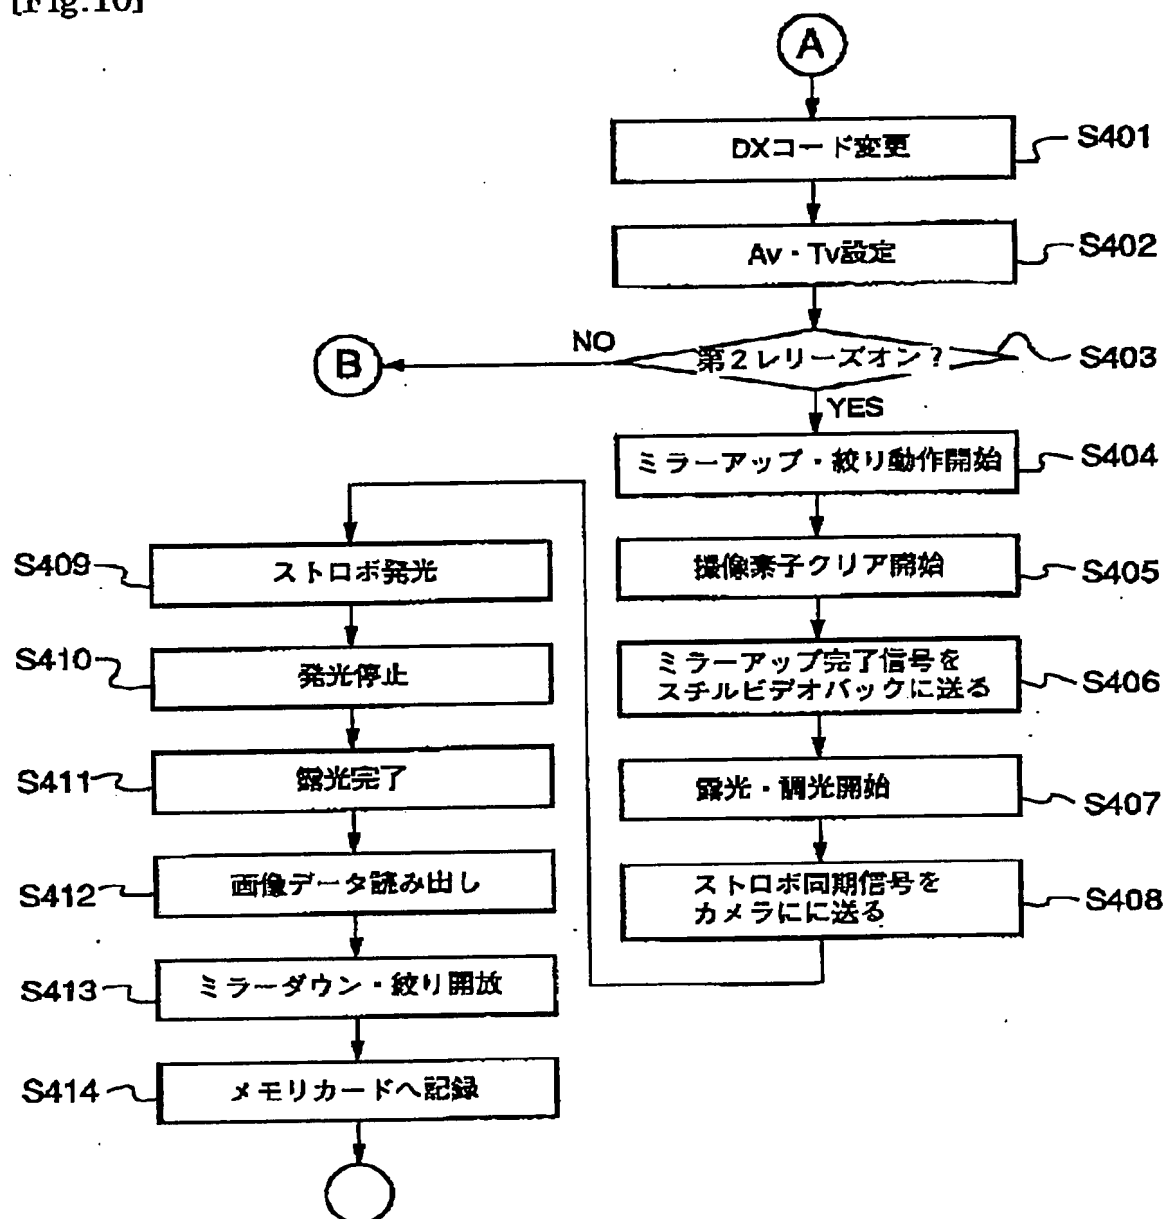 [Fig.10]
A
DXコード変更
S401
Av・Tv設定
S402
第2レリーズオン？
S403
NO
B
YES
ミラーアップ・絞り動作開始
S404
撮像素子クリア開始
S405
ミラーアップ完了信号を
スチルビデオバックに送る
S406
露光・調光開始
S407
ストロボ同期信号を
カメラにに送る
S408
S409
ストロボ発光
S410
発光停止
S411
露光完了
S412
画像データ読み出し
S413
ミラーダウン・絞り開放
S414
メモリカードへ記録